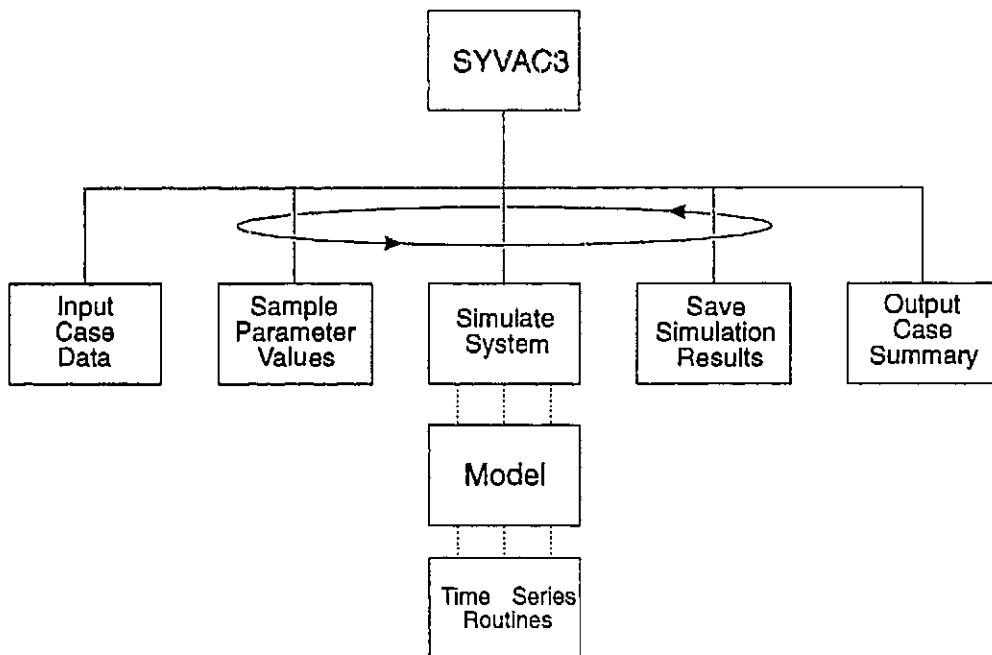 SYVAC3
Input
Case
Data
Sample
Parameter
Values
Simulate
System
Save
Simulation
Results
Output
Case
Summary
Model
Time Series
Routines